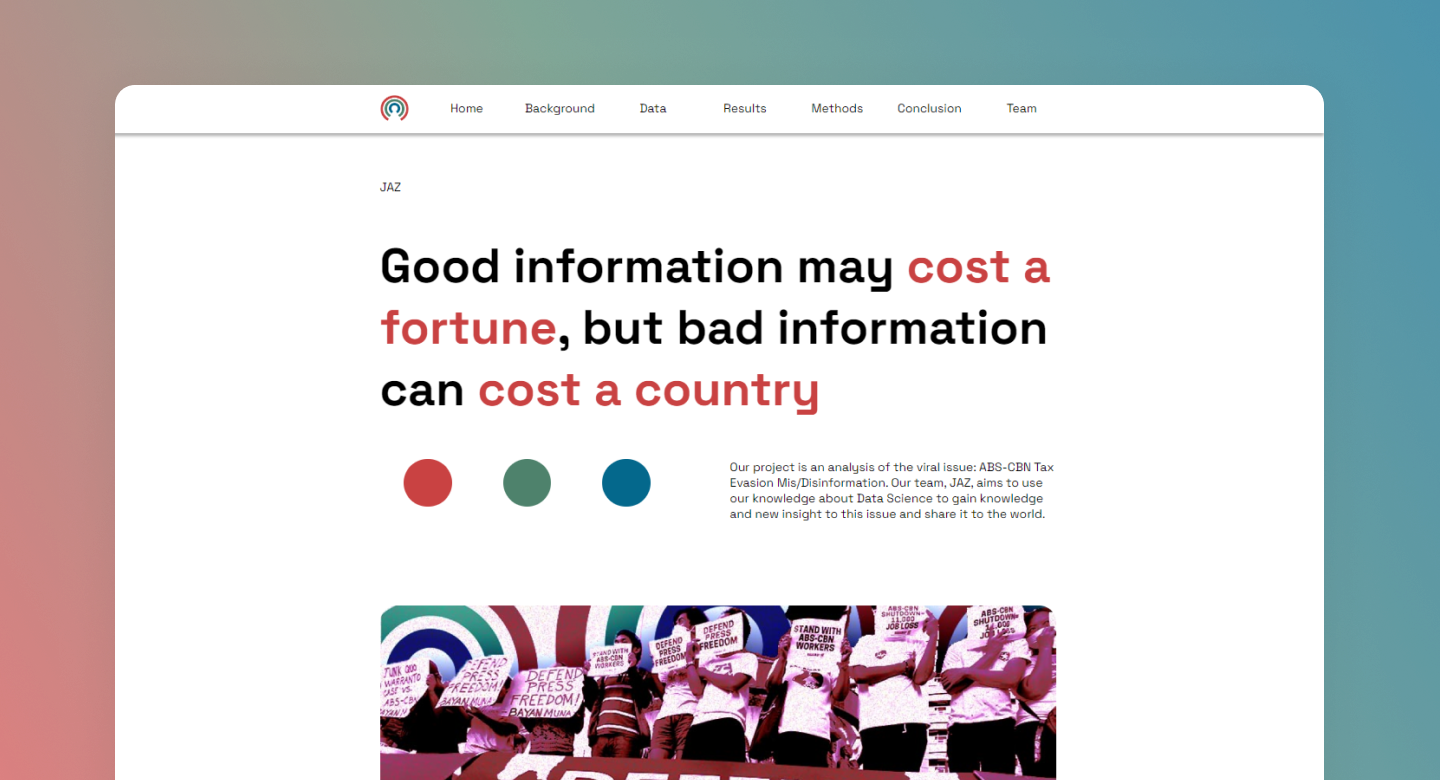 Home Background Data Results Methods Conclusion Team
JAZ
Good information may cost a
fortune, but bad information
can cost a country
Our project is an analysis of the viral issue: ABS-CBN Tax
Evasion Mis/Disinformation. Our team, JAZ, aims to use
our knowledge about Data Science to gain knowledge
and new insight to this issue and share it to the world.
JUNK QUO
WARRANTO
CASE VS.
ABS-CBN
BAYAN M
DEFEND
PRESS
FREEDOM!
BAYAN MUNA
DEFEND
PRESS
FREEDOM!
BAYAN MUNA
STAND WITH
ABS-CBN
WORKERS
DEFEND
PRESS
FREEDOM
DEFEND
PRESS
FREEDOM
STAND WITH
ABS-CBN
WORKERS
ABS-CBN
SHUTDOWN=
11,000
JOB LOSS
ABS-CBN
SHUTDOWN=
11,000
JOB LOSS